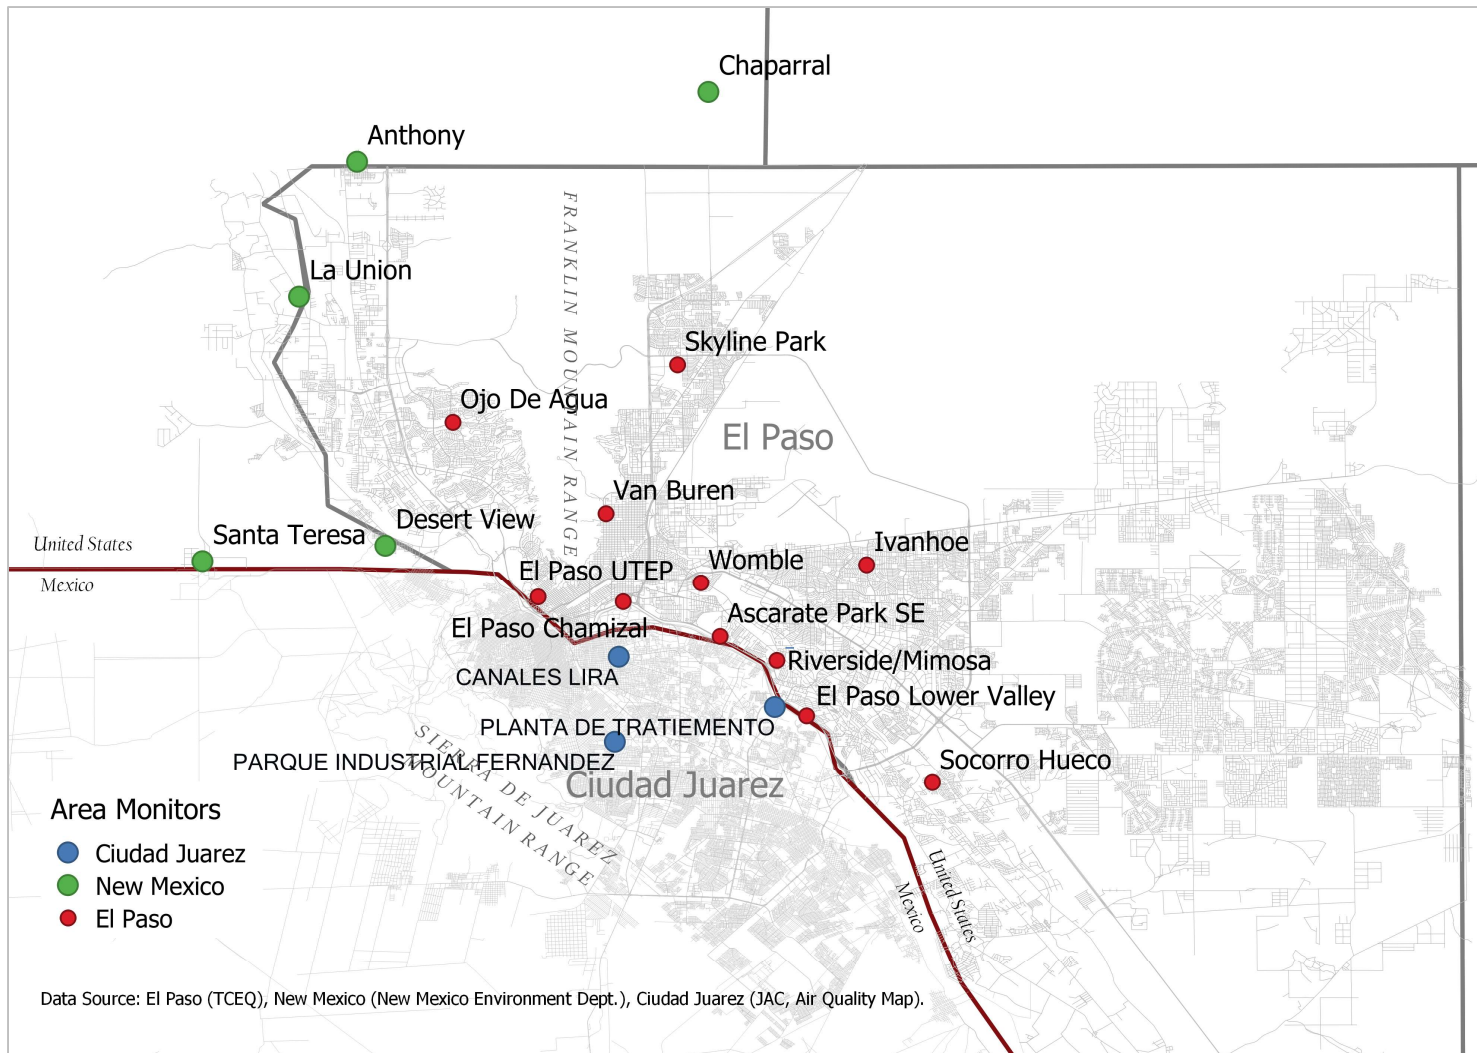 Chaparral
Anthony
La Union
FRANKLIN MOUNTAIN RANGE
Skyline Park
Ojo De Agua
El Paso
Van Buren
Desert View
Santa Teresa
United States
Mexico
Ivanhoe
Womble
El Paso UTEP
Ascarate Park SE
El Paso Chamizal
Riverside/Mimosa
CANALES LIRA
El Paso Lower Valley
PLANTA DE TRATIEMENTO
PARQUE INDUSTRIAL FERNANDEZ
Socorro Hueco
Ciudad Juarez
SIERRA DE JUAREZ
MOUNTAIN RANGE
United States
Mexico
Area Monitors
Ciudad Juarez
New Mexico
El Paso
Data Source: El Paso (TCEQ), New Mexico (New Mexico Environment Dept.), Ciudad Juarez (JAC, Air Quality Map).